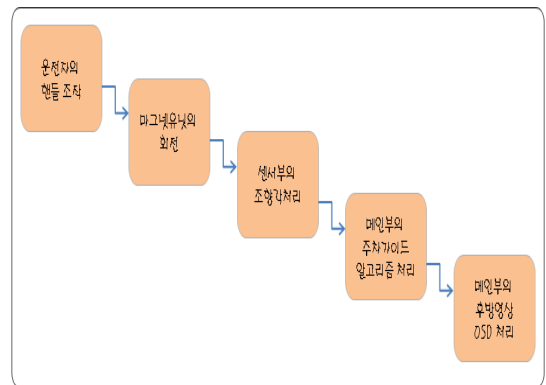 운전자의
핸들 조작
마그넷유닛의
회전
센서부의
조향각처리
메인부의
주차가이드
알고리즘 처리
메인부의
후방영상
OSD 처리